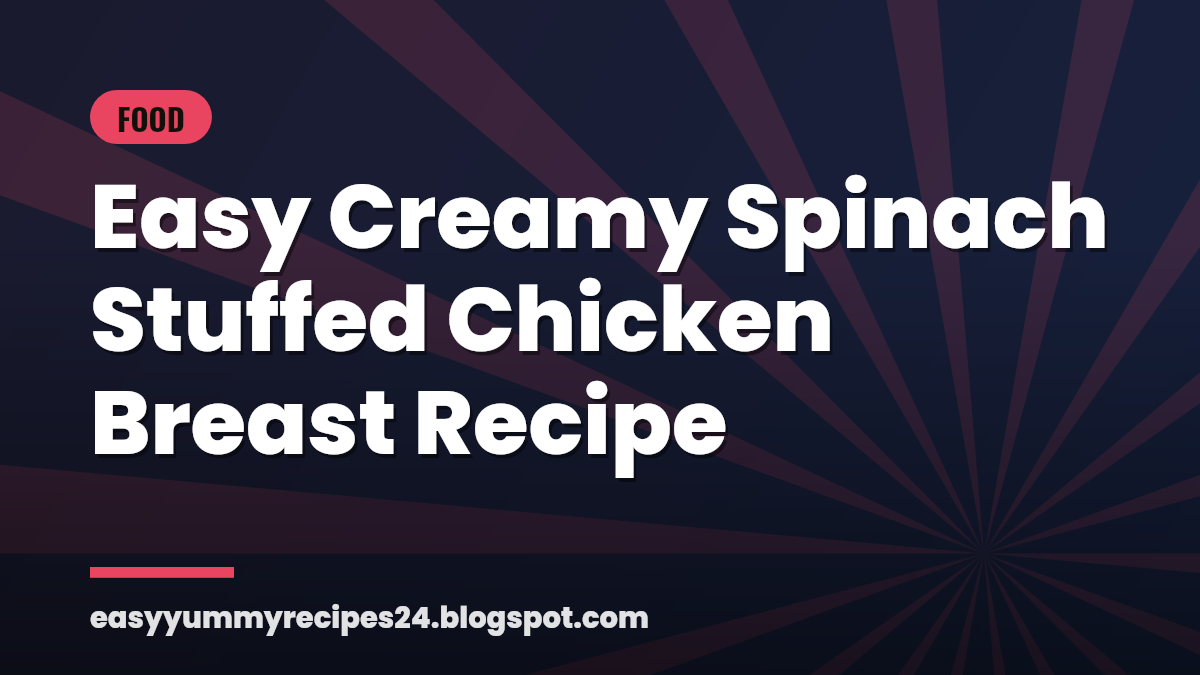 FOOD
Easy Creamy Spinach
Stuffed Chicken
Breast Recipe
easyyummyrecipes24.blogspot.com